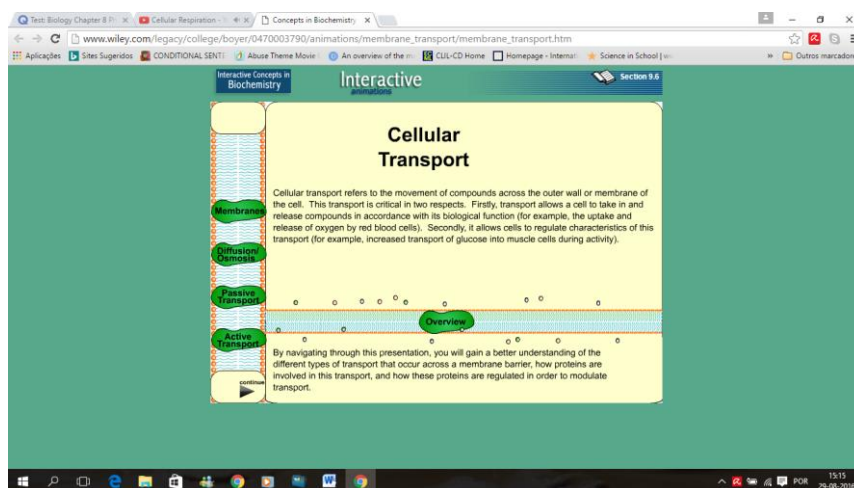 Test: Biology Chapter 8 P
Cellular Respiration -
Concepts in Biochemistry
www.wiley.com/legacy/college/boyer/0470003790/animations/membrane_transport/membrane_transport.htm
Aplicações Sites Sugeridos CONDITIONAL SENT Abuse Theme Movie An overview of the m CLIL-CD Home Homepage - Internati Science in School | w Outros marcadon
Interactive Concepts in
Biochemistry
Interactive
animations
Section 9.6
Cellular
Transport
Cellular transport refers to the movement of compounds across the outer wall or membrane of
the cell. This transport is critical in two respects. Firstly, transport allows a cell to take in and
release compounds in accordance with its biological function (for example, the uptake and
release of oxygen by red blood cells). Secondly, it allows cells to regulate characteristics of this
transport (for example, increased transport of glucose into muscle cells during activity).
Membranes
Diffusion/
Osmosis
Passive
Transport
Active
Transport
continue
Overview
By navigating through this presentation, you will gain a better understanding of the
different types of transport that occur across a membrane barrier, how proteins are
involved in this transport, and how these proteins are regulated in order to modulate
transport.
POR
15:15
29-08-2016